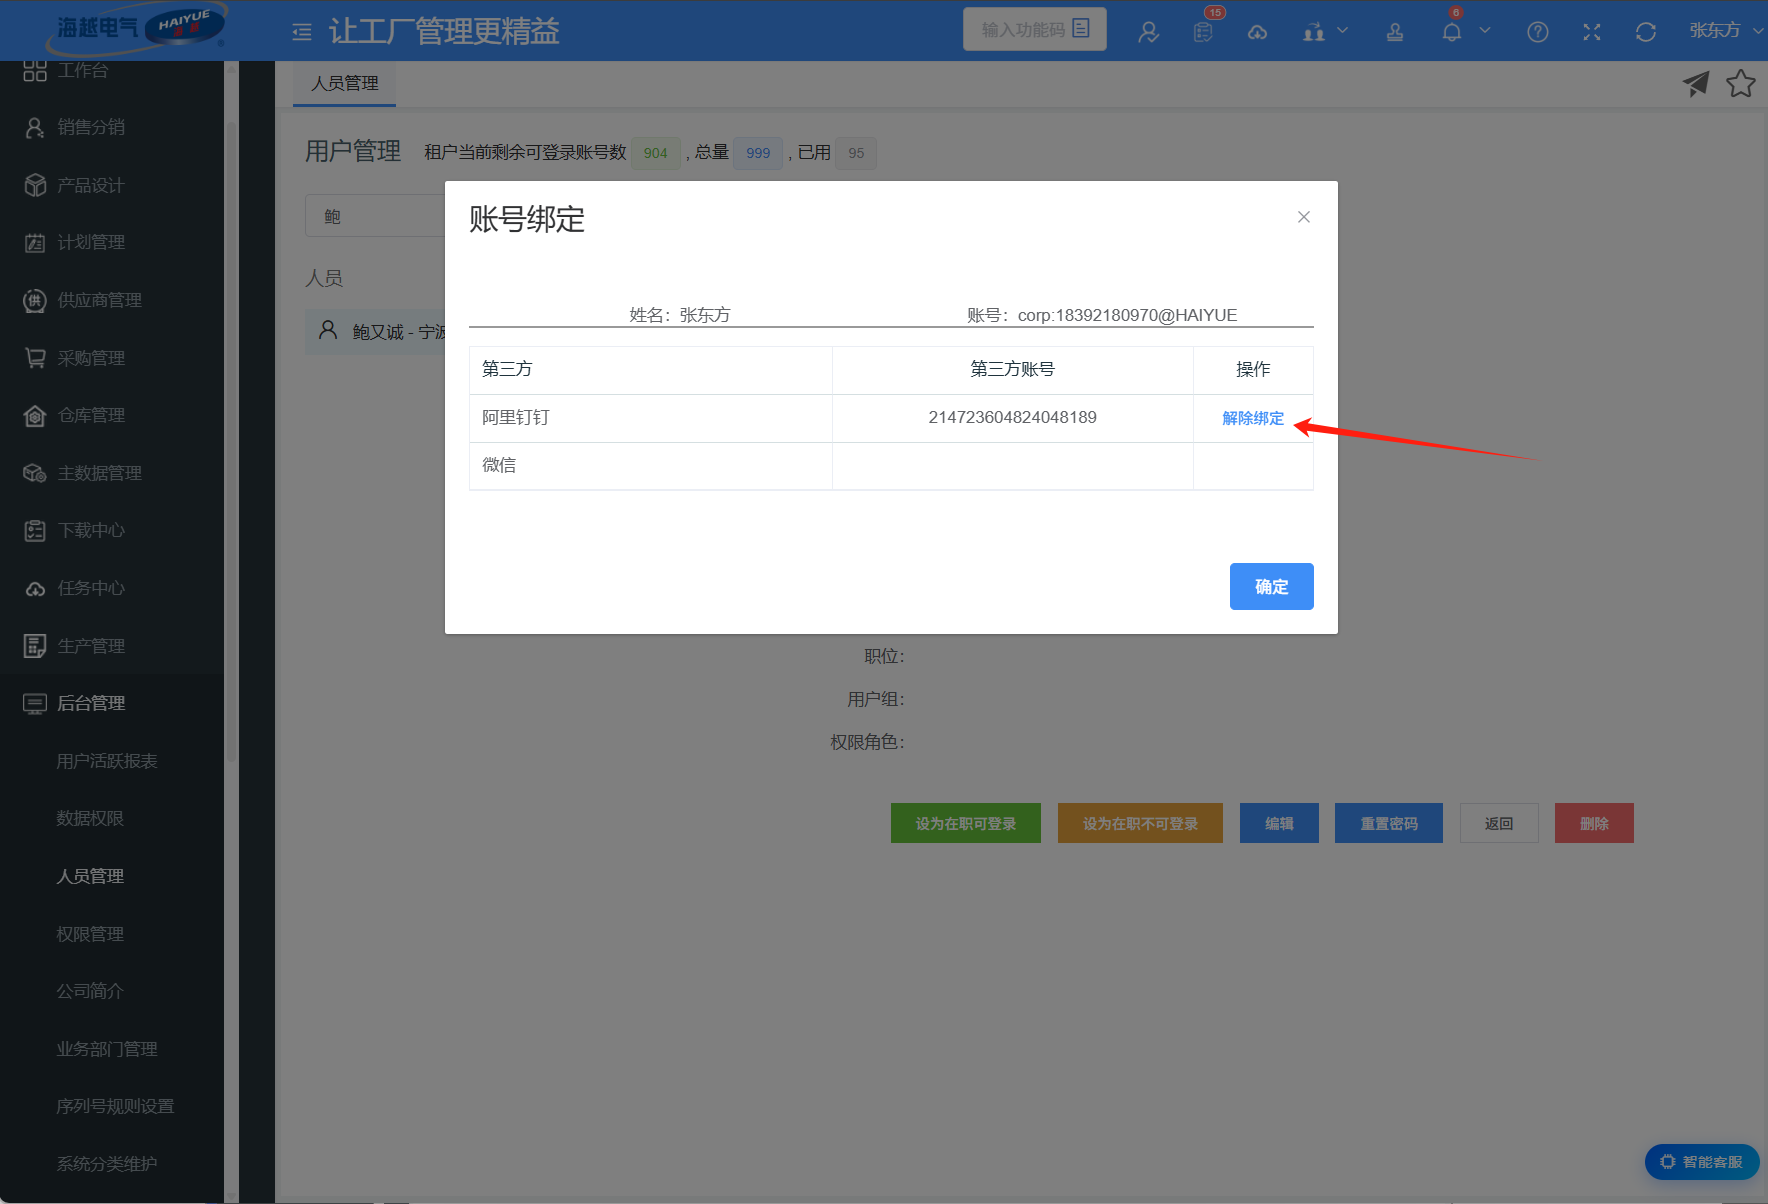 海越电气 HAIYUE
让工厂管理更精益
输入功能码
15
6
张东方
工作台
销售分销
产品设计
计划管理
供应商管理
采购管理
仓库管理
主数据管理
下载中心
任务中心
生产管理
后台管理
用户活跃报表
数据权限
人员管理
权限管理
公司简介
业务部门管理
序列号规则设置
系统分类维护
人员管理
用户管理 租户当前剩余可登录账号数 904 , 总量 999 , 已用 95
鲍
人员
鲍又诚 - 宁波
账号绑定
姓名：张东方 账号：corp:18392180970@HAIYUE
第三方 第三方账号 操作
阿里钉钉 214723604824048189 解除绑定
微信
确定
职位：
用户组：
权限角色：
设为在职可登录 设为在职不可登录 编辑 重置密码 返回 删除
智能客服